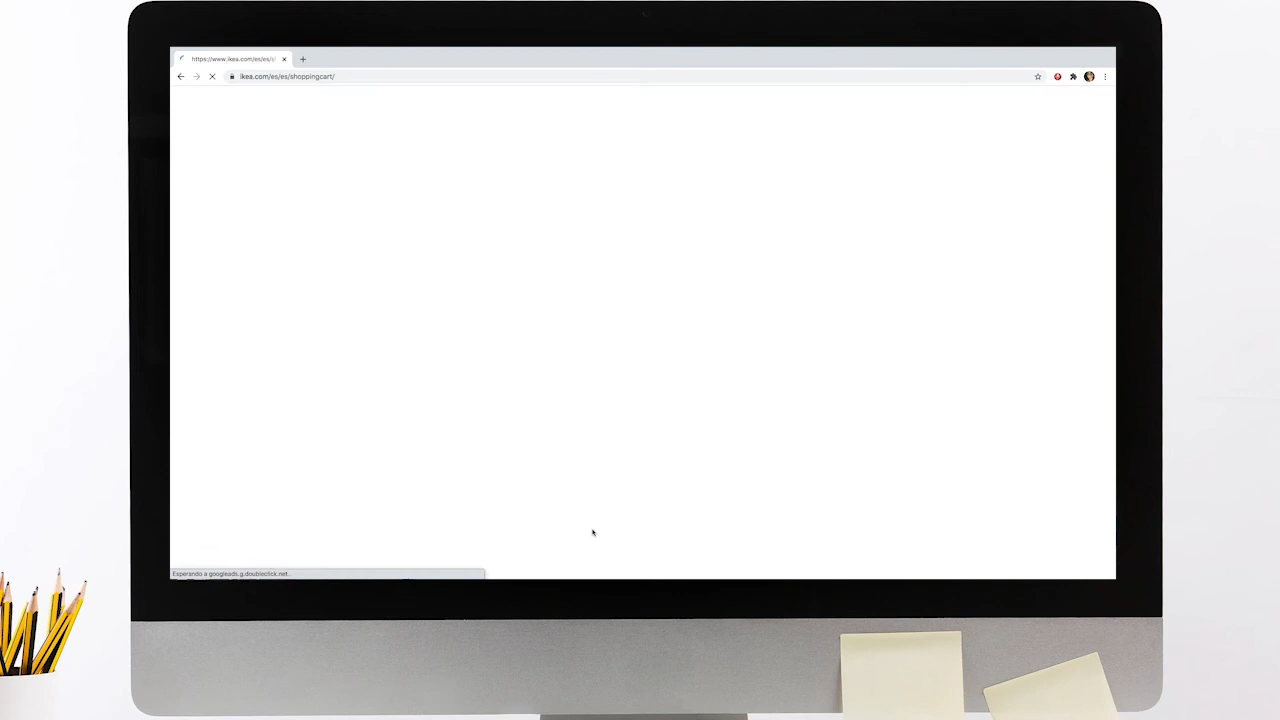 https://www.ikea.com/es/es/s
ikea.com/es/es/shoppingcart/
Esperando a googleads.g.doubleclick.net...